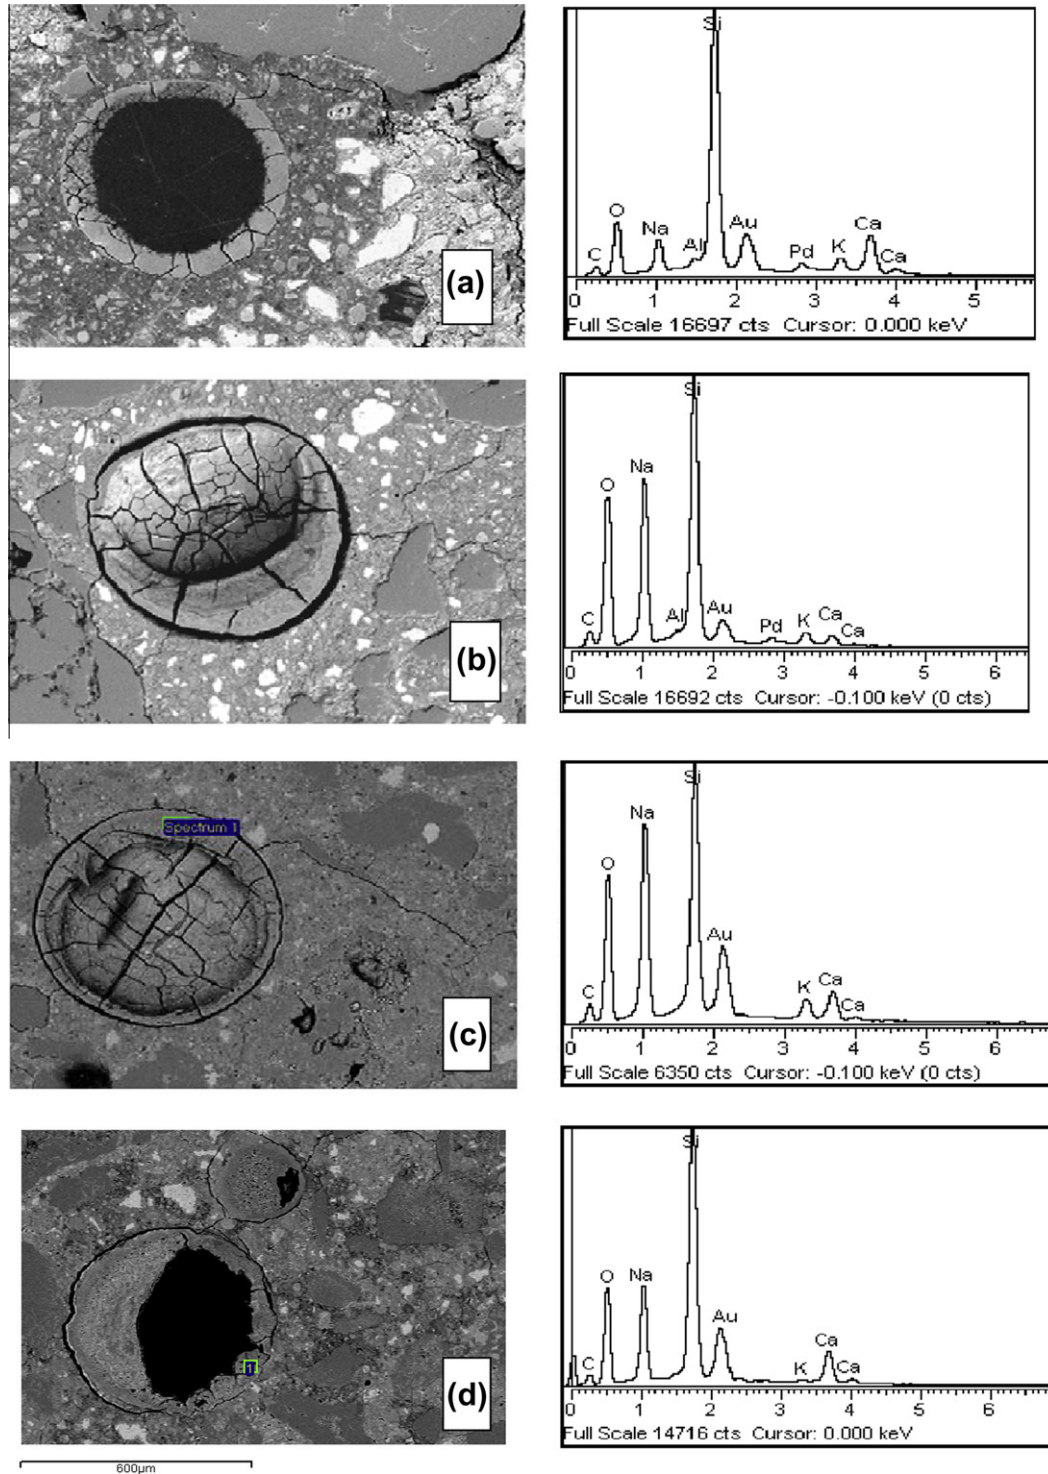 (a)
Si
O
C
Na
Al
Au
Pd
K
Ca
Ca
0 1 2 3 4 5
Full Scale 16697 cts Cursor: 0.000 keV
(b)
Si
O
Na
C
Al
Au
Pd
K
Ca
Ca
0 1 2 3 4 5 6
Full Scale 16692 cts Cursor: -0.100 keV (0 cts)
Spectrum 1
(c)
Si
Na
O
C
Au
K
Ca
Ca
0 1 2 3 4 5 6
Full Scale 6350 cts Cursor: -0.100 keV (0 cts)
1
(d)
600µm
Si
O
Na
C
Au
K
Ca
Ca
0 1 2 3 4 5 6
Full Scale 14716 cts Cursor: 0.000 keV